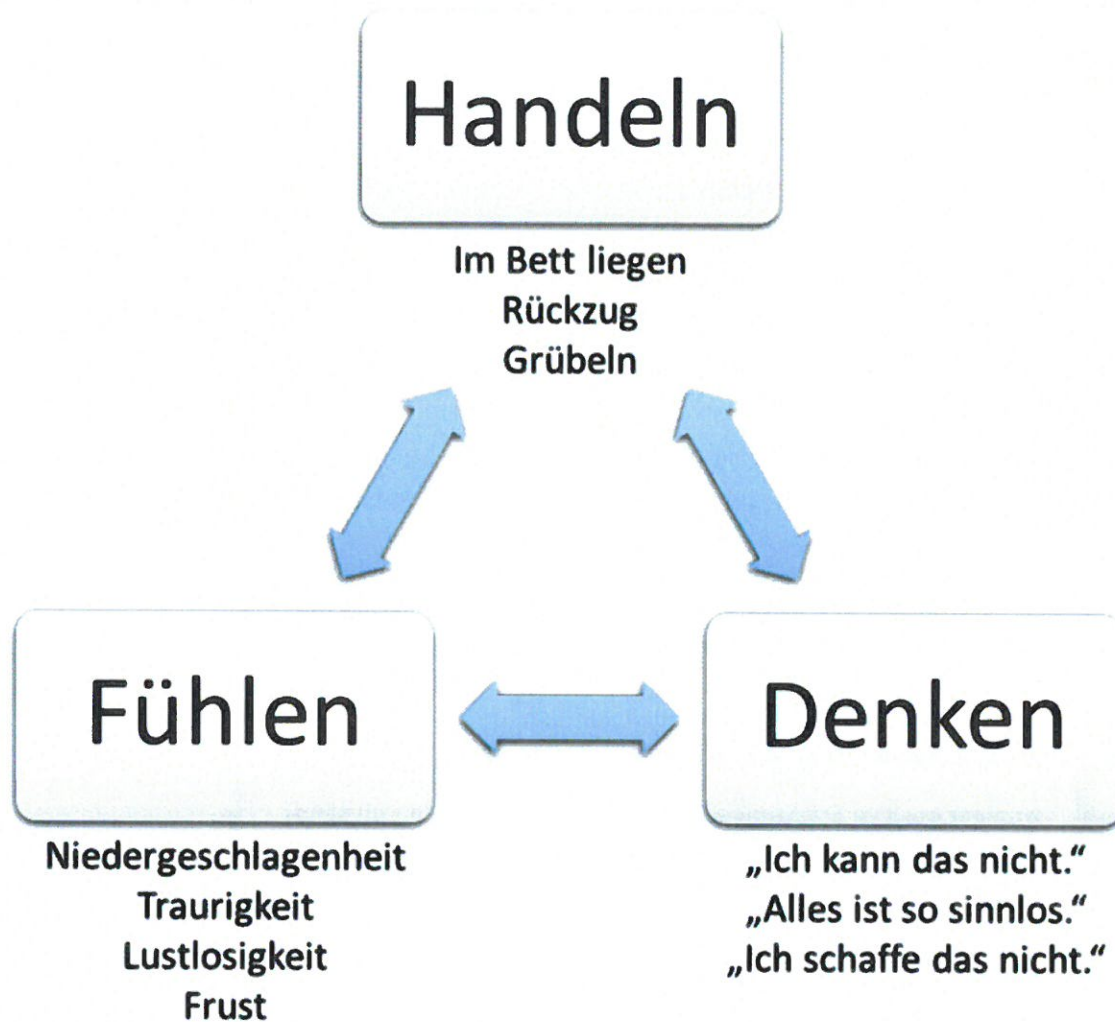 Handeln
Im Bett liegen
Rückzug
Grübeln
Fühlen
Niedergeschlagenheit
Traurigkeit
Lustlosigkeit
Frust
Denken
„Ich kann das nicht.“
„Alles ist so sinnlos.“
„Ich schaffe das nicht.“